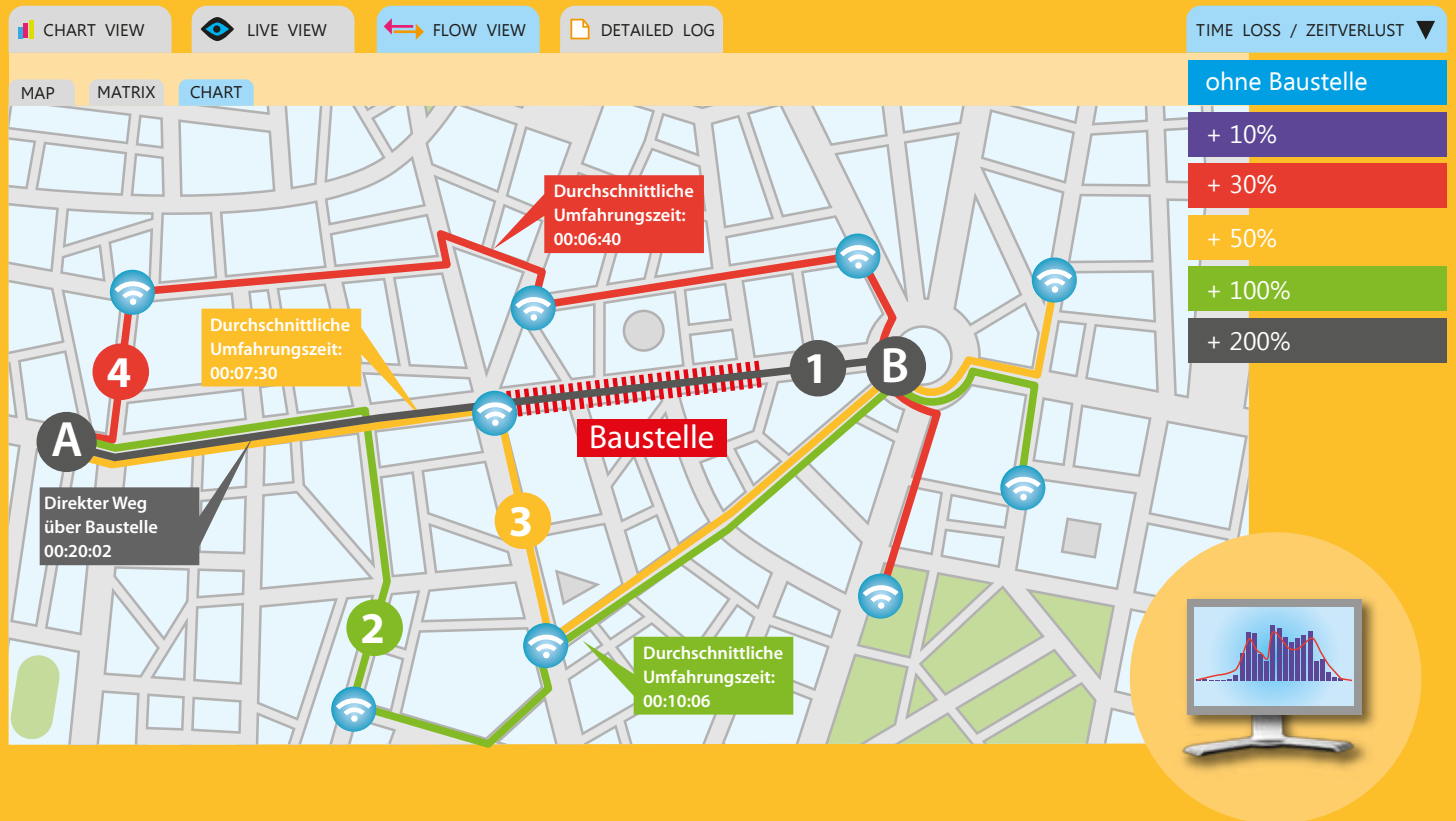 CHART VIEW
LIVE VIEW
FLOW VIEW
DETAILED LOG
TIME LOSS / ZEITVERLUST
MAP
MATRIX
CHART
ohne Baustelle
+ 10%
+ 30%
+ 50%
+ 100%
+ 200%
Durchschnittliche
Umfahrungszeit:
00:06:40
Durchschnittliche
Umfahrungszeit:
00:07:30
4
1
B
A
Baustelle
Direkter Weg
über Baustelle
00:20:02
3
2
Durchschnittliche
Umfahrungszeit:
00:10:06